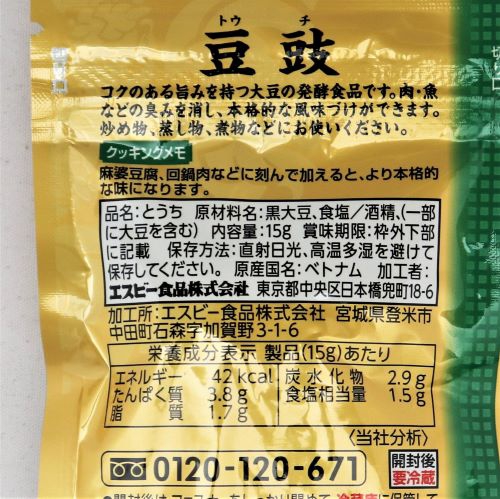 トウチ
豆豉
コクのある旨みを持つ大豆の発酵食品です。肉・魚
などの臭みを消し、本格的な風味づけができます。
炒め物、蒸し物、煮物などにお使いください。
クッキングメモ
麻婆豆腐、回鍋肉などに刻んで加えると、より本格的
な味になります。
品名:とうち 原材料名:黒大豆、食塩/酒精、(一部
に大豆を含む) 内容量:15g 賞味期限:枠外下部
に記載 保存方法:直射日光、高温多湿を避けて
保存してください。 原産国名:ベトナム 加工者:
エスビー食品株式会社 東京都中央区日本橋兜町18-6
加工所:エスビー食品株式会社 宮城県登米市
中田町石森字加賀野3-1-6
栄養成分表示 製品(15g)あたり
エネルギー 42kcal 炭水化物 2.9g
たんぱく質 3.8g 食塩相当量 1.5g
脂質 1.7g
〈当社分析〉
0120-120-671
開封後
要冷蔵